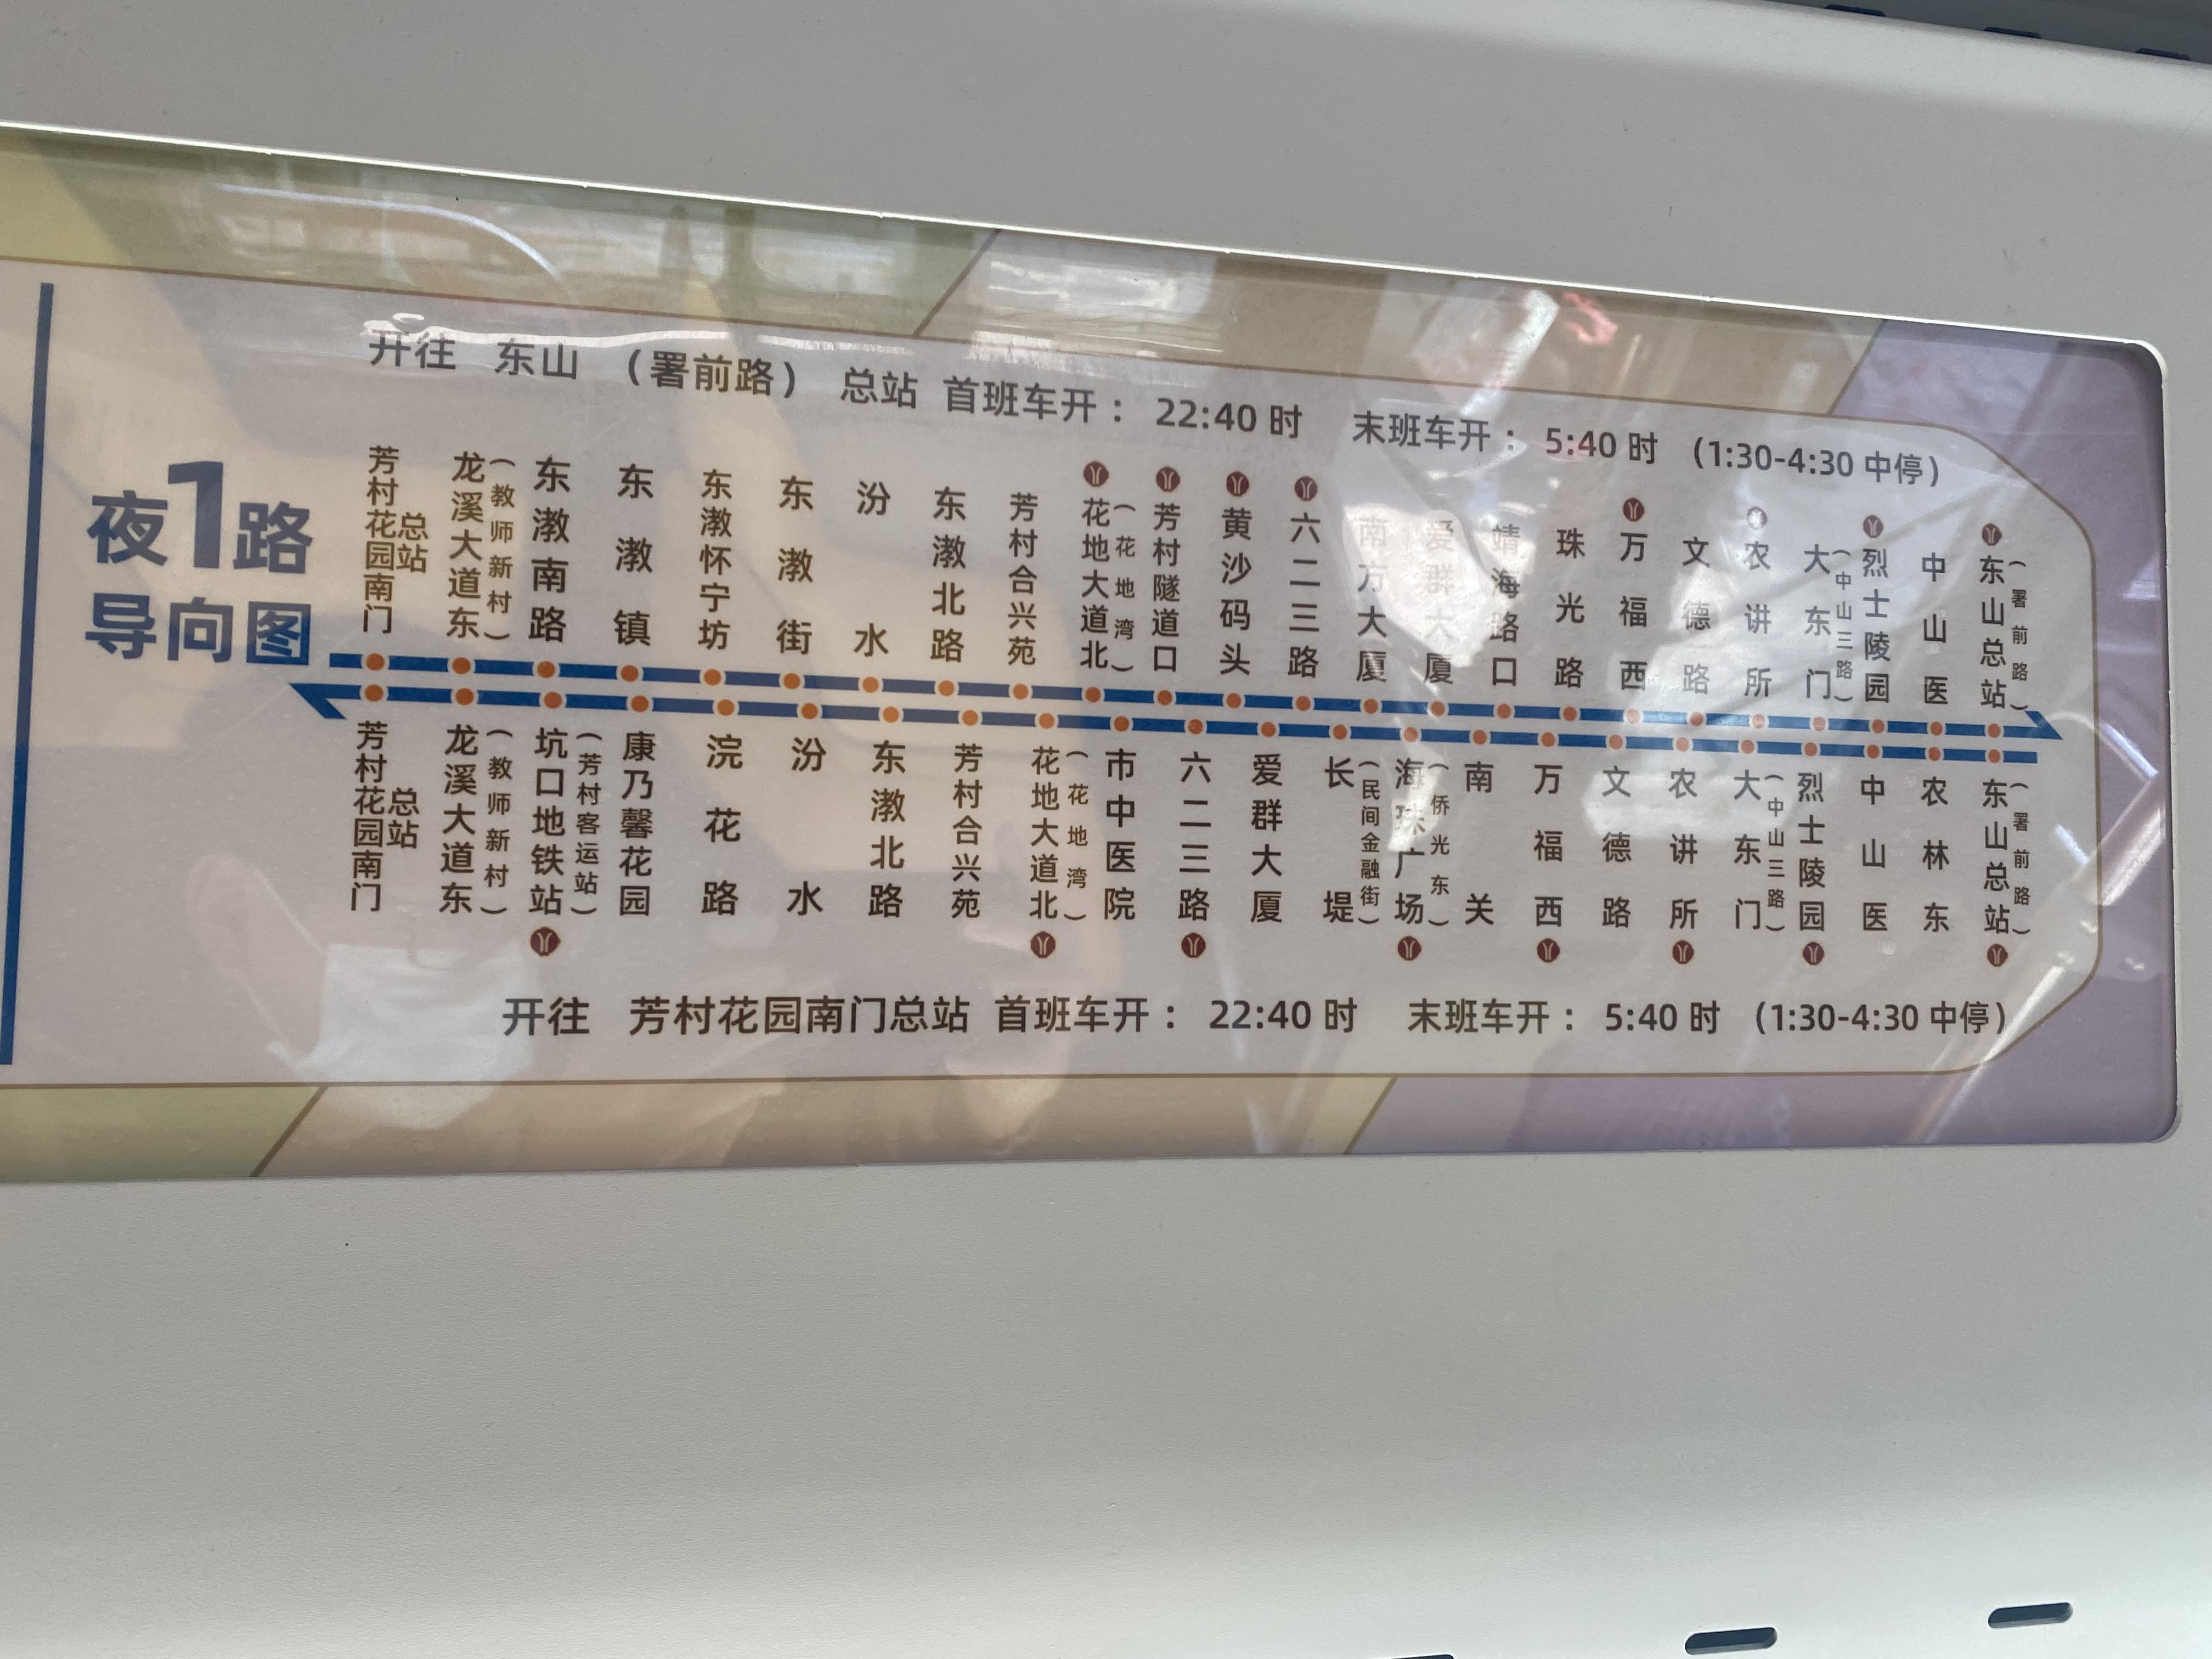 夜1路
导向图
开往 东山 （署前路） 总站 首班车开： 22:40 时 末班车开： 5:40 时 （1:30-4:30 中停）
芳村花园南门总站
龙溪大道东（教师新村）
东漖南路
东漖镇
东漖怀宁坊
东漖街
汾水
东漖北路
芳村合兴苑
花地大道北（花地湾）
芳村隧道口
黄沙码头
六二三路
南方大厦
爱群大厦
靖海路口
珠光路
万福西
文德路
农讲所
大东门（中山三路）
烈士陵园
中山医
东山总站（署前路）
芳村花园南门总站
龙溪大道东（教师新村）
坑口地铁站（芳村客运站）
康乃馨花园
浣花路
汾水
东漖北路
芳村合兴苑
花地大道北（花地湾）
市中医院
六二三路
爱群大厦
长堤（民间金融街）
海珠广场（侨光东）
南关
万福西
文德路
农讲所
大东门（中山三路）
烈士陵园
中山医
农林东
东山总站（署前路）
开往 芳村花园南门总站 首班车开： 22:40 时 末班车开： 5:40 时 （1:30-4:30 中停）